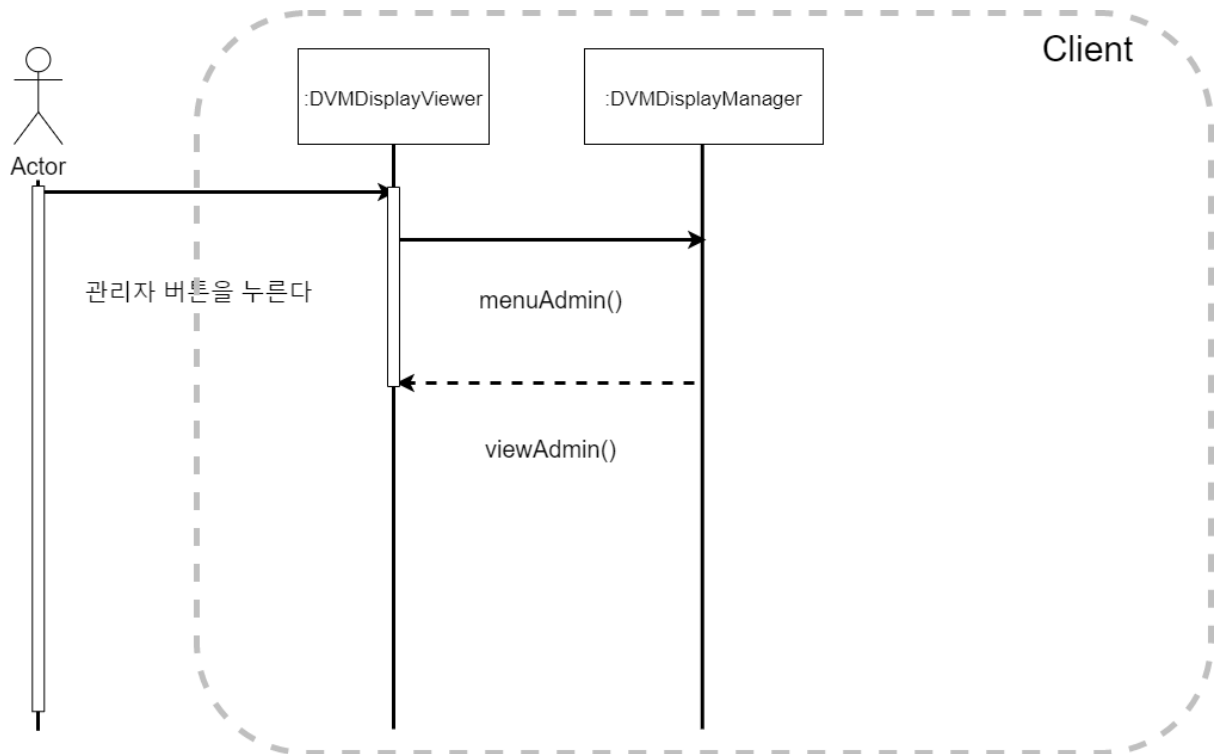 Client
:DVMDisplayViewer
:DVMDisplayManager
Actor
관리자 버튼을 누른다
menuAdmin()
viewAdmin()